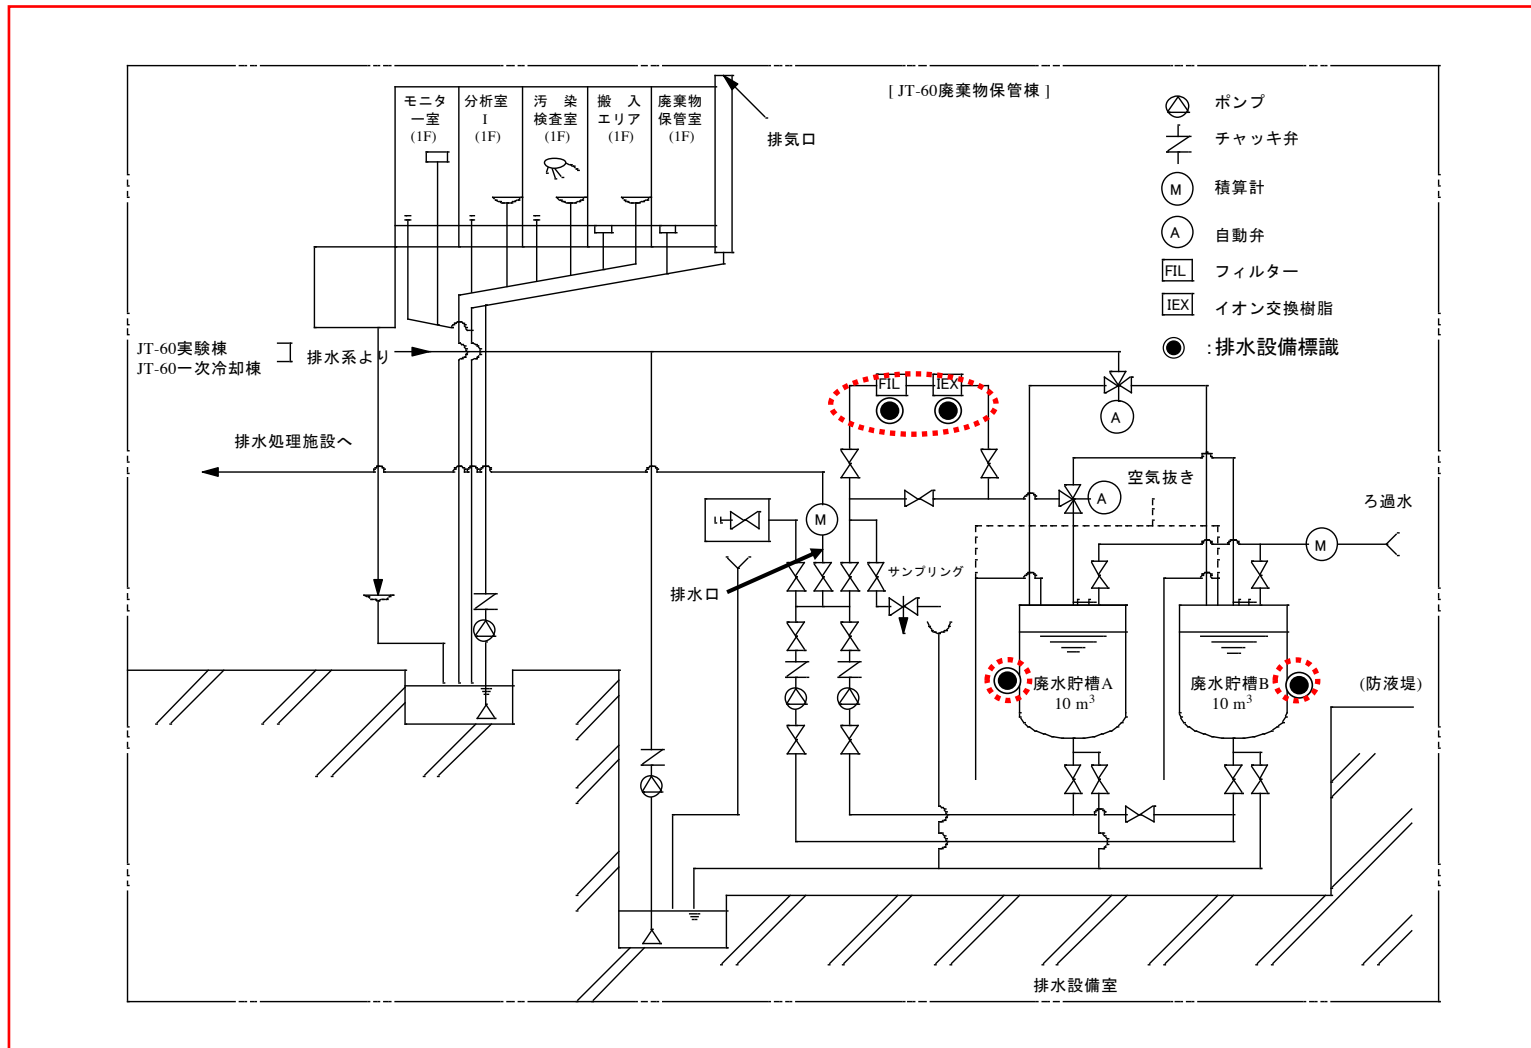 [ JT-60廃棄物保管棟 ]
モニタ
ー室
(1F)
分析室
I
(1F)
汚 染
検査室
(1F)
搬 入
エリア
(1F)
廃棄物
保管室
(1F)
排気口
ポンプ
チャッキ弁
M 積算計
A 自動弁
FIL フィルター
IEX イオン交換樹脂
:排水設備標識
JT-60実験棟
JT-60一次冷却棟
排水系より
FIL
IEX
A
排水処理施設へ
空気抜き
A
ろ過水
M
M
サンプリング
排水口
廃水貯槽A
10 m³
廃水貯槽B
10 m³
(防液堤)
排水設備室